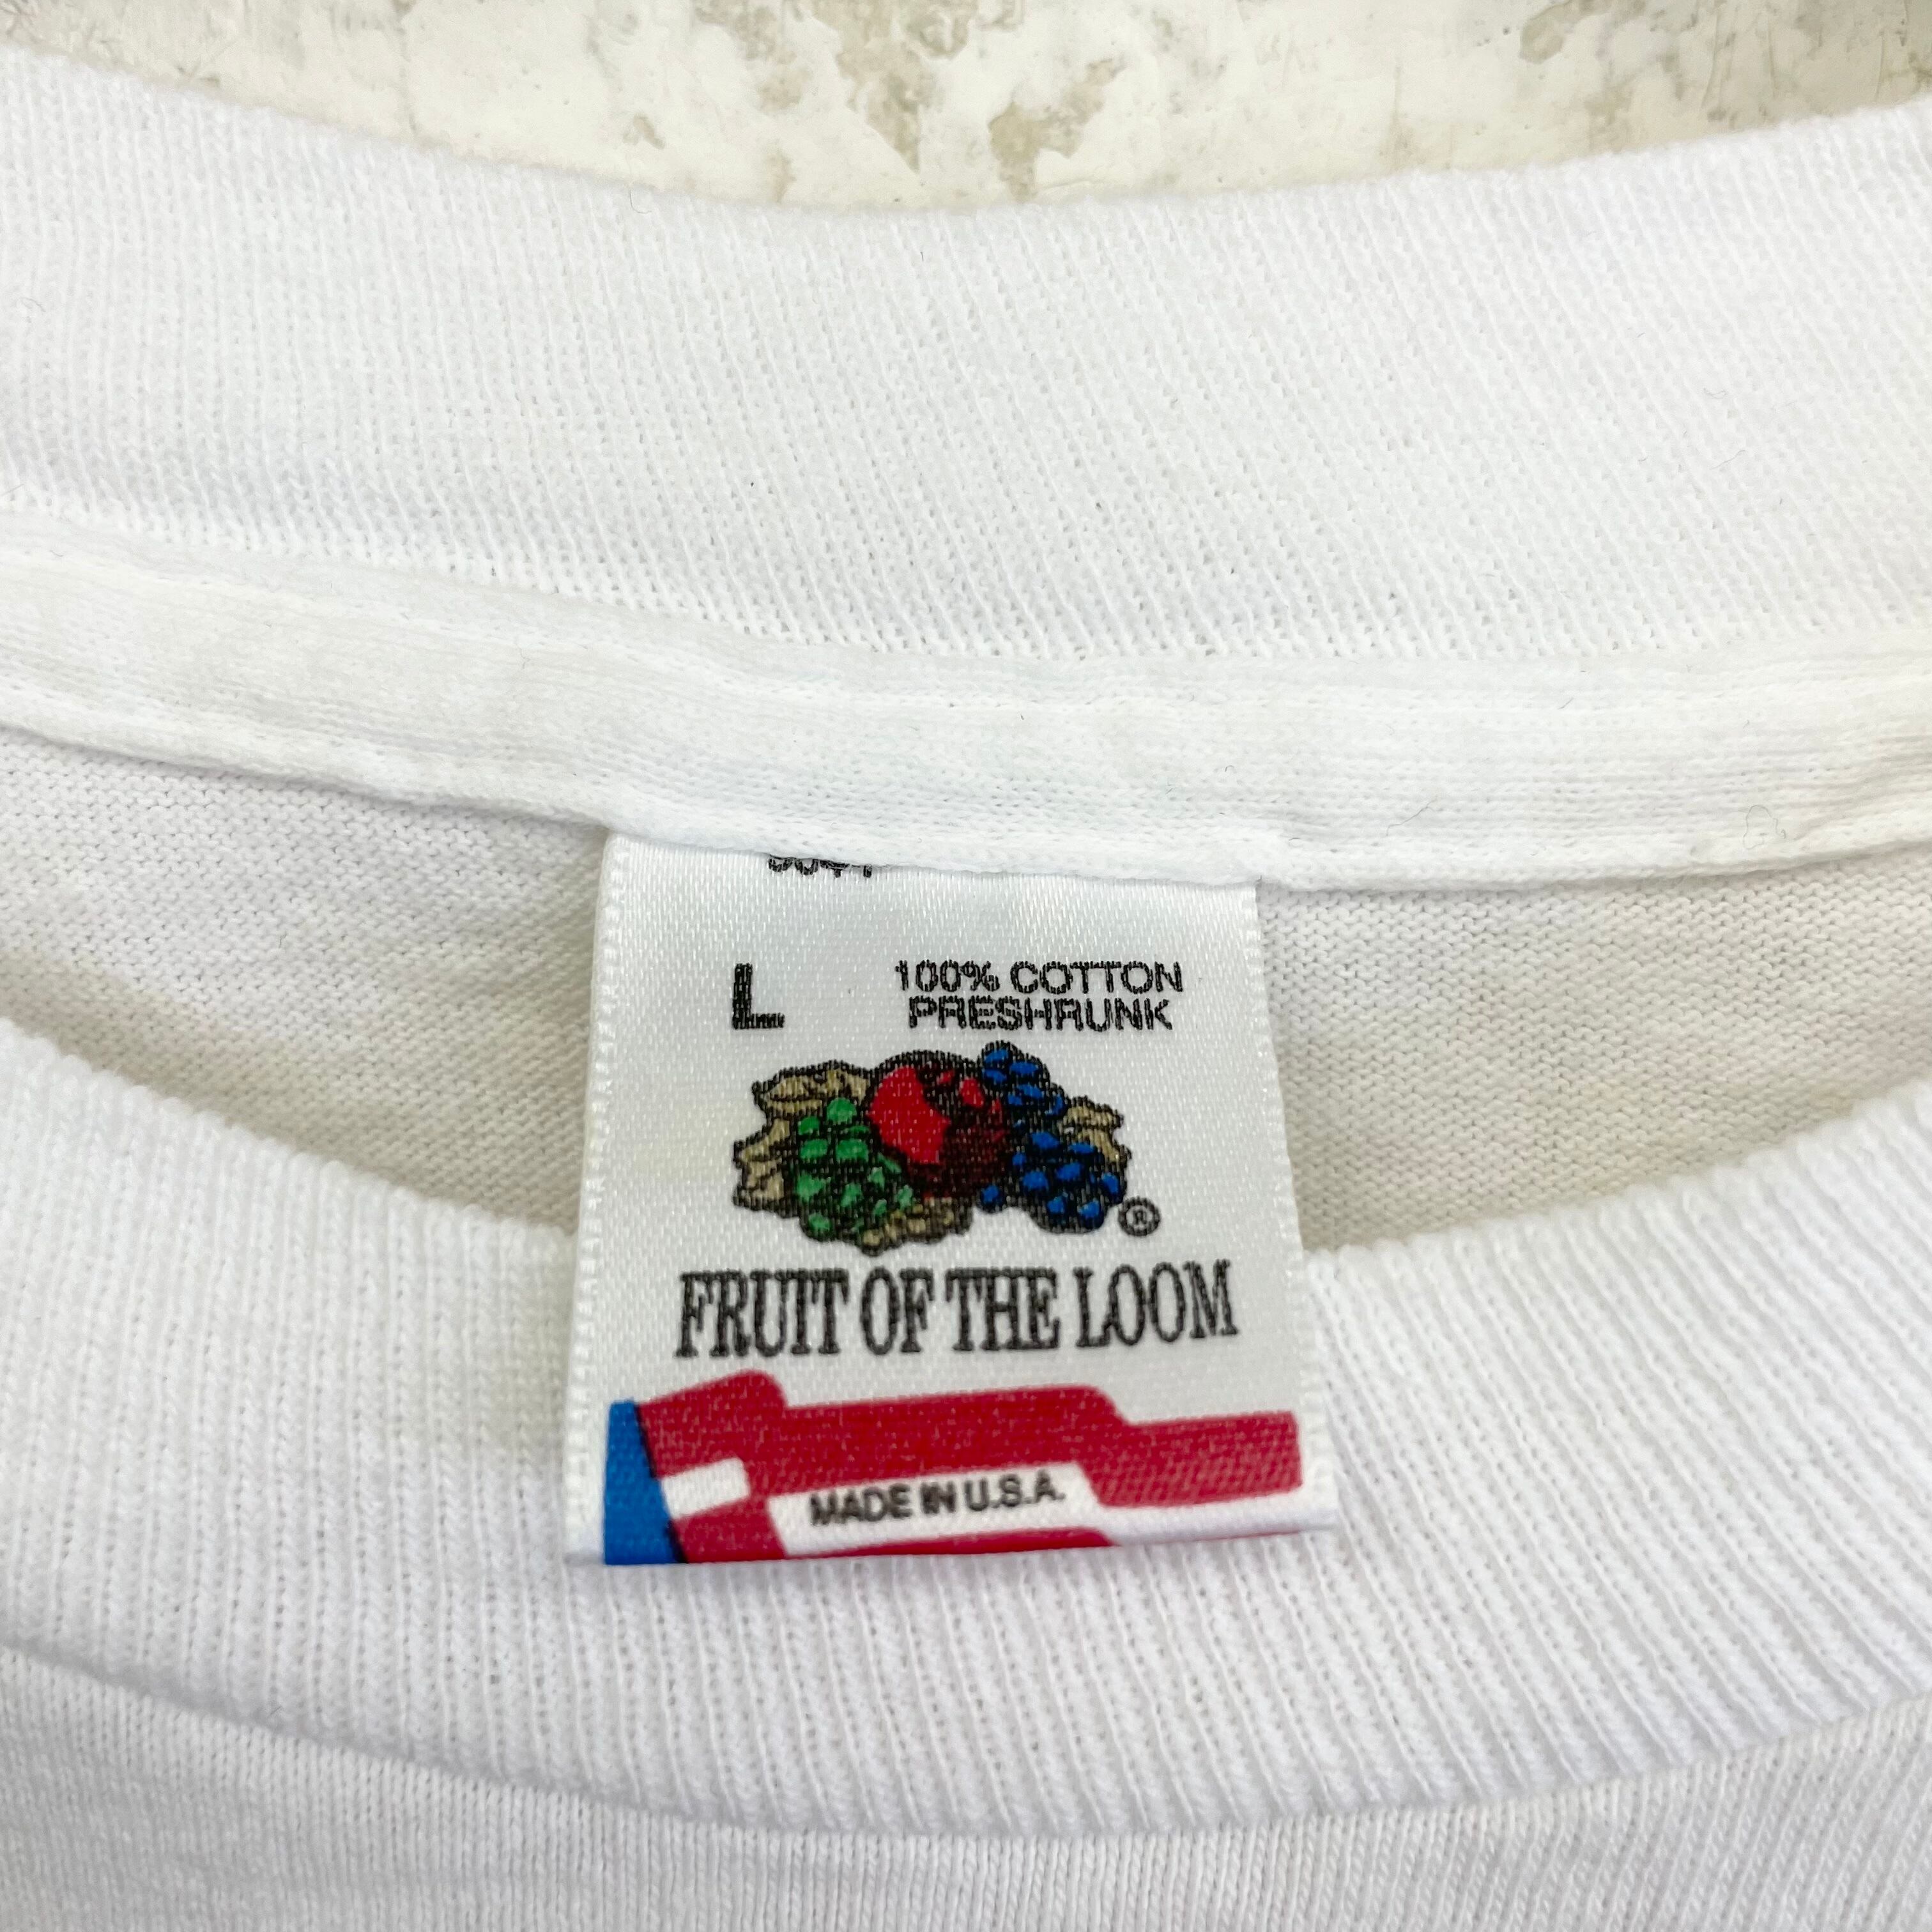 L
100% COTTON
PRESHRUNK
®
FRUIT OF THE LOOM
MADE IN U.S.A.